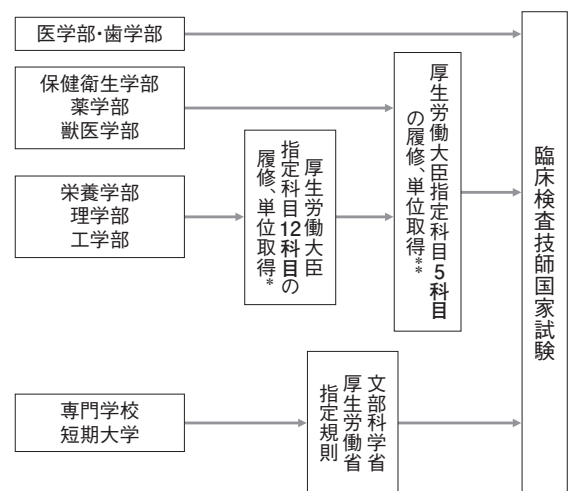 医学部・歯学部
保健衛生学部
薬学部
獣医学部
厚生労働大臣指定科目5科目
の履修、単位取得**
栄養学部
理学部
工学部
厚生労働大臣
指定科目12科目の
履修、単位取得*
臨床検査技師国家試験
専門学校
短期大学
文部科学省
厚生労働省
指定規則